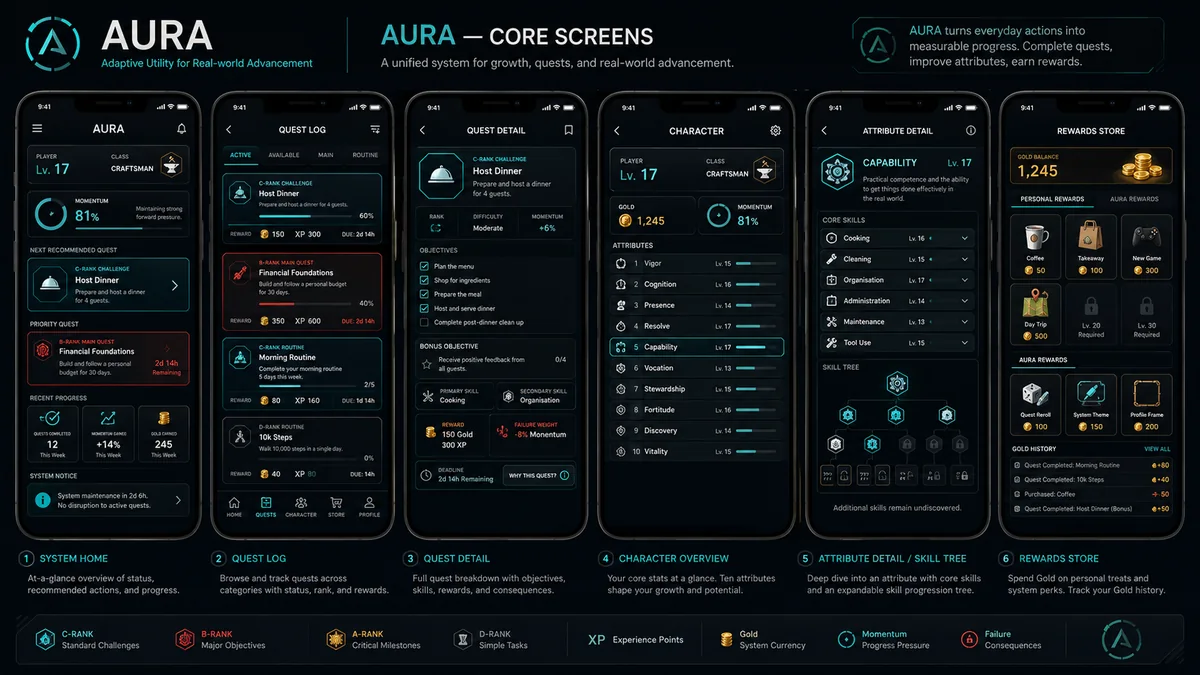 AURA
Adaptive Utility for Real-world Advancement
AURA — CORE SCREENS
A unified system for growth, quests, and real-world advancement.
AURA turns everyday actions into
measurable progress. Complete quests,
improve attributes, earn rewards.
9:41
AURA
PLAYER
Lv. 17
CLASS
CRAFTSMAN
MOMENTUM
81%
Maintaining strong
forward pressure.
NEXT RECOMMENDED QUEST
C-RANK CHALLENGE
Host Dinner
Prepare and host a dinner
for 4 guests.
PRIORITY QUEST
B-RANK MAIN QUEST
Financial Foundations
Build and follow a personal
budget for 30 days.
2d 14h
Remaining
RECENT PROGRESS
QUESTS COMPLETED
12
This Week
MOMENTUM GAINED
+14%
This Week
GOLD EARNED
245
This Week
SYSTEM NOTICE
System maintenance in 2d 6h.
No disruption to active quests.
9:41
QUEST LOG
ACTIVE
AVAILABLE
MAIN
ROUTINE
C-RANK CHALLENGE
Host Dinner
Prepare and host a dinner for 4 guests.
60%
REWARD
150
XP 300
DUE: 2d 14h
B-RANK MAIN QUEST
Financial Foundations
Build and follow a personal budget
for 30 days.
40%
REWARD
350
XP 600
DUE: 2d 14h
C-RANK ROUTINE
Morning Routine
Complete your morning routine
5 days this week.
2/5
REWARD
80
XP 160
DUE: 1d 14h
D-RANK ROUTINE
10k Steps
Walk 10,000 steps in a single day.
0%
REWARD
40
XP 80
DUE: 14h
HOME
QUESTS
CHARACTER
STORE
PROFILE
9:41
QUEST DETAIL
C-RANK CHALLENGE
Host Dinner
Prepare and host a dinner
for 4 guests.
RANK
DIFFICULTY
Moderate
MOMENTUM
+6%
OBJECTIVES
Plan the menu
Shop for ingredients
Prepare the meal
Host and serve dinner
Complete post-dinner clean up
BONUS OBJECTIVE
Receive positive feedback from
all guests.
0/4
PRIMARY SKILL
Cooking
SECONDARY SKILL
Organisation
REWARD
150 Gold
300 XP
FAILURE WEIGHT
-8% Momentum
DEADLINE
2d 14h Remaining
WHY THIS QUEST?
9:41
CHARACTER
PLAYER
Lv. 17
CLASS
CRAFTSMAN
GOLD
1,245
MOMENTUM
81%
ATTRIBUTES
1 Vigor Lv. 15
2 Cognition Lv. 16
3 Presence Lv. 14
4 Resolve Lv. 17
5 Capability Lv. 17
6 Vocation Lv. 13
7 Stewardship Lv. 15
8 Fortitude Lv. 16
9 Discovery Lv. 14
10 Vitality Lv. 15
9:41
ATTRIBUTE DETAIL
CAPABILITY
Lv. 17
Practical competence and the ability
to get things done effectively in
the real world.
CORE SKILLS
Cooking Lv. 16
Cleaning Lv. 15
Organisation Lv. 17
Administration Lv. 14
Maintenance Lv. 13
Tool Use Lv. 15
SKILL TREE
???
???
Additional skills remain undiscovered.
9:41
REWARDS STORE
GOLD BALANCE
1,245
PERSONAL REWARDS
AURA REWARDS
Coffee
50
Takeaway
100
New Game
300
Day Trip
500
Lv. 20
Required
Lv. 30
Required
AURA REWARDS
Quest Reroll
100
System Theme
150
Profile Frame
200
GOLD HISTORY
VIEW ALL
Quest Completed: Morning Routine +80
Quest Completed: 10k Steps +40
Purchased: Coffee 50
Quest Completed: Host Dinner (Bonus) +50
1 SYSTEM HOME
At-a-glance overview of status,
recommended actions, and progress.
2 QUEST LOG
Browse and track quests across
categories with status, rank, and rewards.
3 QUEST DETAIL
Full quest breakdown with objectives,
skills, rewards, and consequences.
4 CHARACTER OVERVIEW
Your core stats at a glance. Ten attributes
shape your growth and potential.
5 ATTRIBUTE DETAIL / SKILL TREE
Deep dive into an attribute with core skills
and an expandable skill progression tree.
6 REWARDS STORE
Spend Gold on personal treats and
system perks. Track your Gold history.
C-RANK
Standard Challenges
B-RANK
Major Objectives
A-RANK
Critical Milestones
D-RANK
Simple Tasks
XP Experience Points
Gold
System Currency
Momentum
Progress Pressure
Failure
Consequences